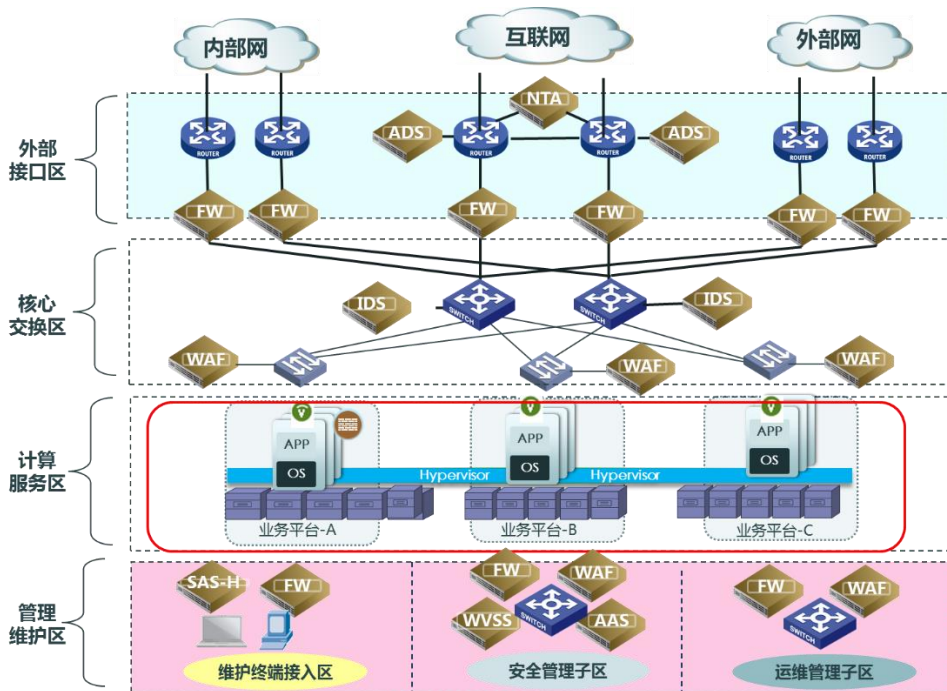 内部网
互联网
外部网
外部
接口区
NTA
ADS
ADS
ROUTER
ROUTER
ROUTER
ROUTER
ROUTER
ROUTER
FW
FW
FW
FW
FW
FW
核心
交换区
IDS
SWITCH
SWITCH
IDS
WAF
WAF
WAF
计算
服务区
V
V
V
APP
APP
APP
OS
OS
OS
Hypervisor
Hypervisor
业务平台-A
业务平台-B
业务平台-C
管理
维护区
SAS-H
FW
FW
WAF
WVSS
SWITCH
AAS
FW
WAF
SWITCH
维护终端接入区
安全管理子区
运维管理子区